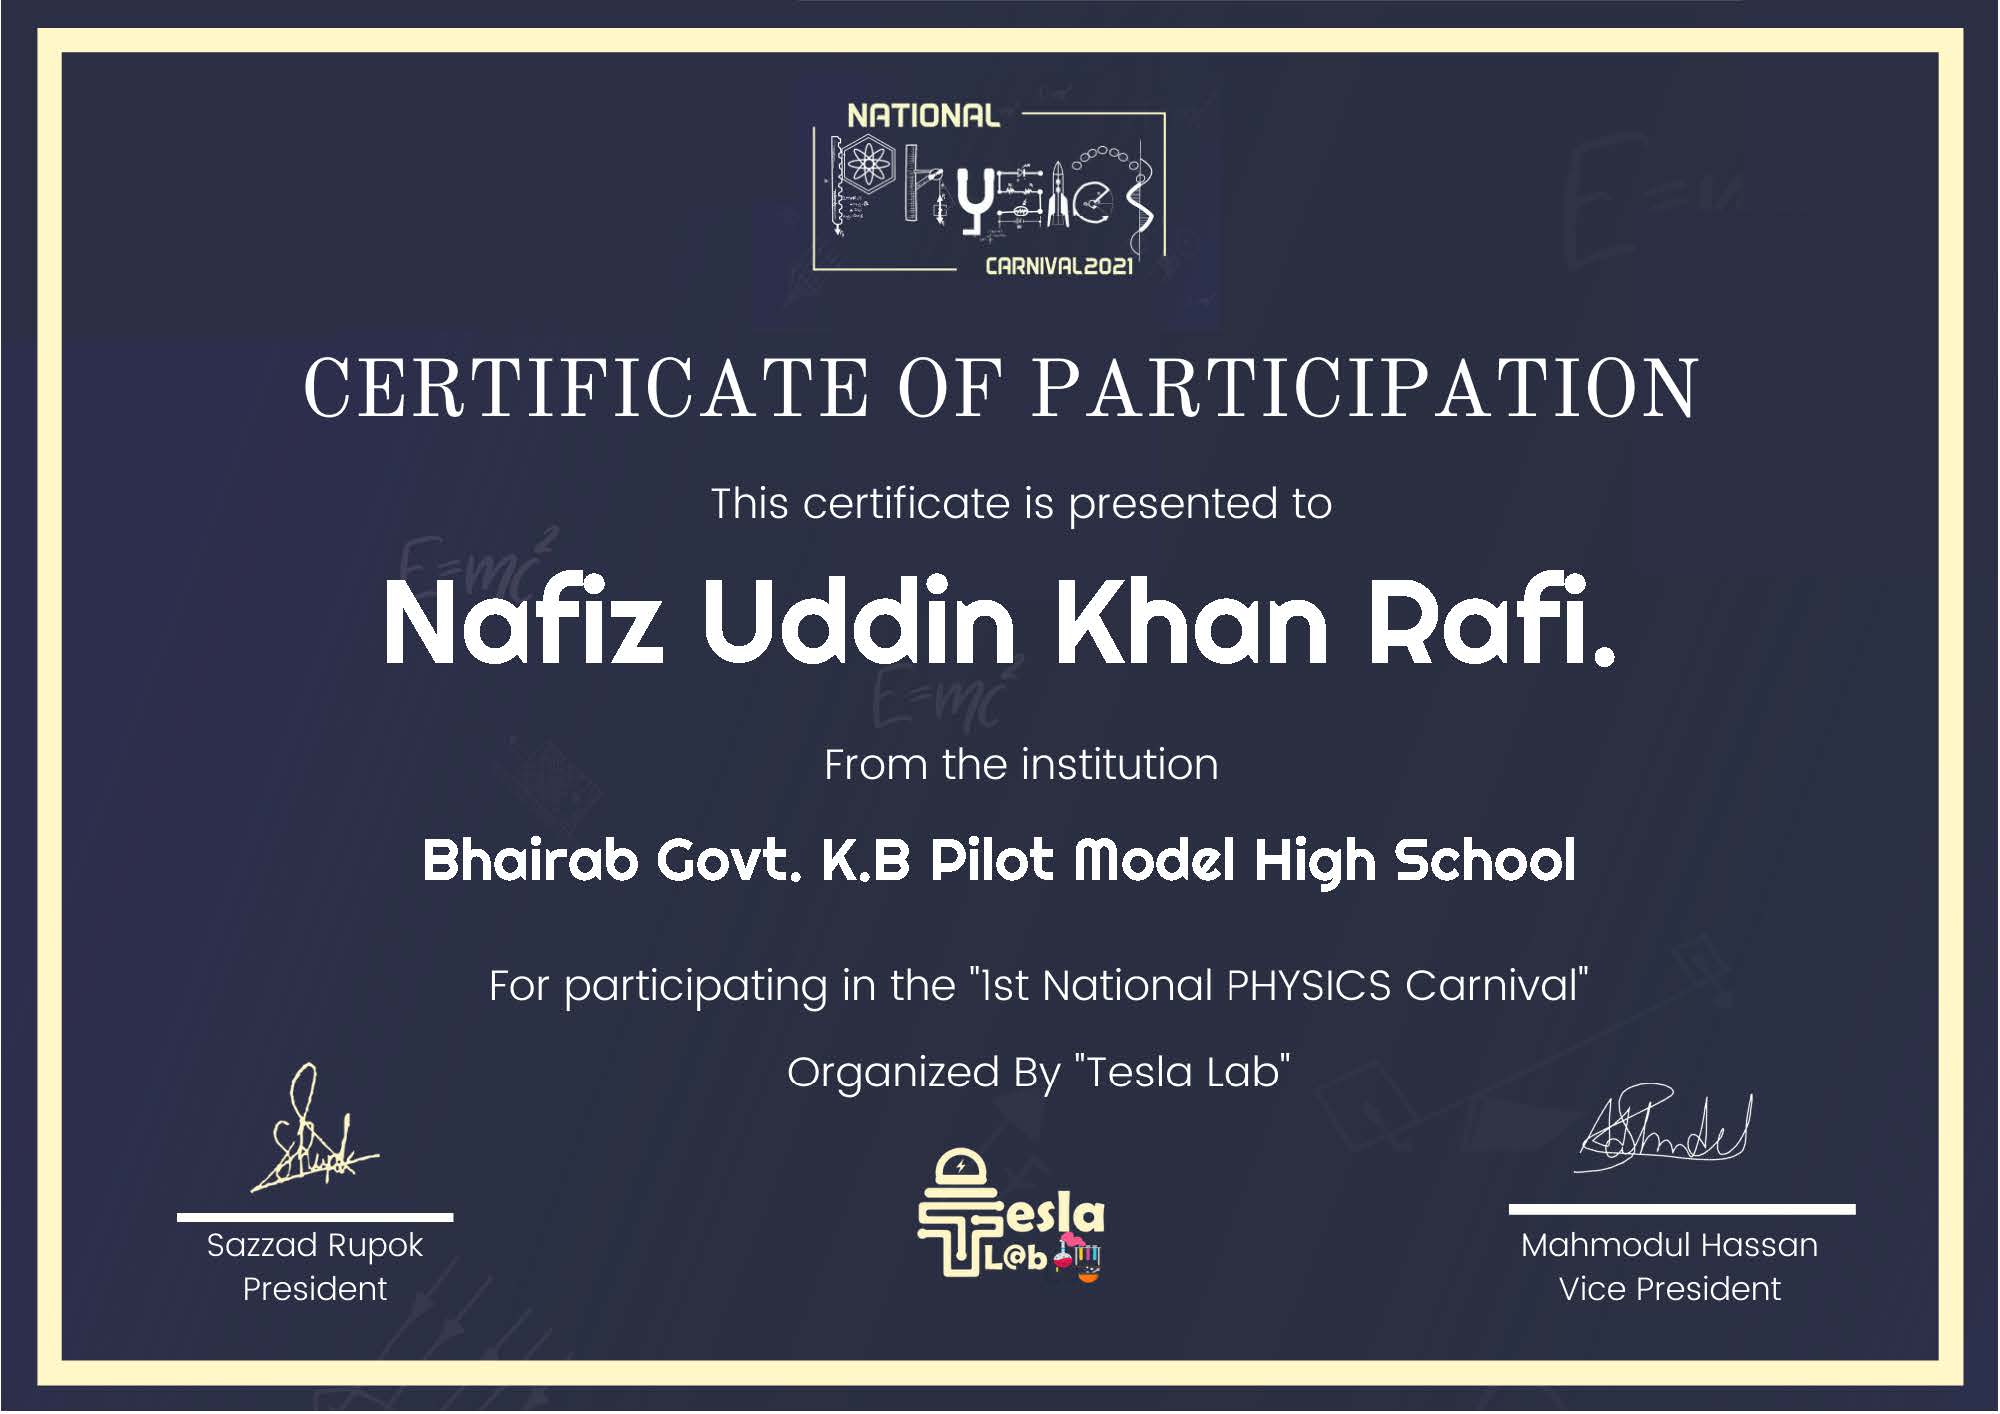 NATIONAL
Physics
CARNIVAL2021
CERTIFICATE OF PARTICIPATION
This certificate is presented to
E=mc²
Nafiz Uddin Khan Rafi.
E=mc²
From the institution
Bhairab Govt. K.B Pilot Model High School
For participating in the "1st National PHYSICS Carnival"
Organized By "Tesla Lab"
Tesla
L@b
Sazzad Rupok
President
Mahmodul Hassan
Vice President